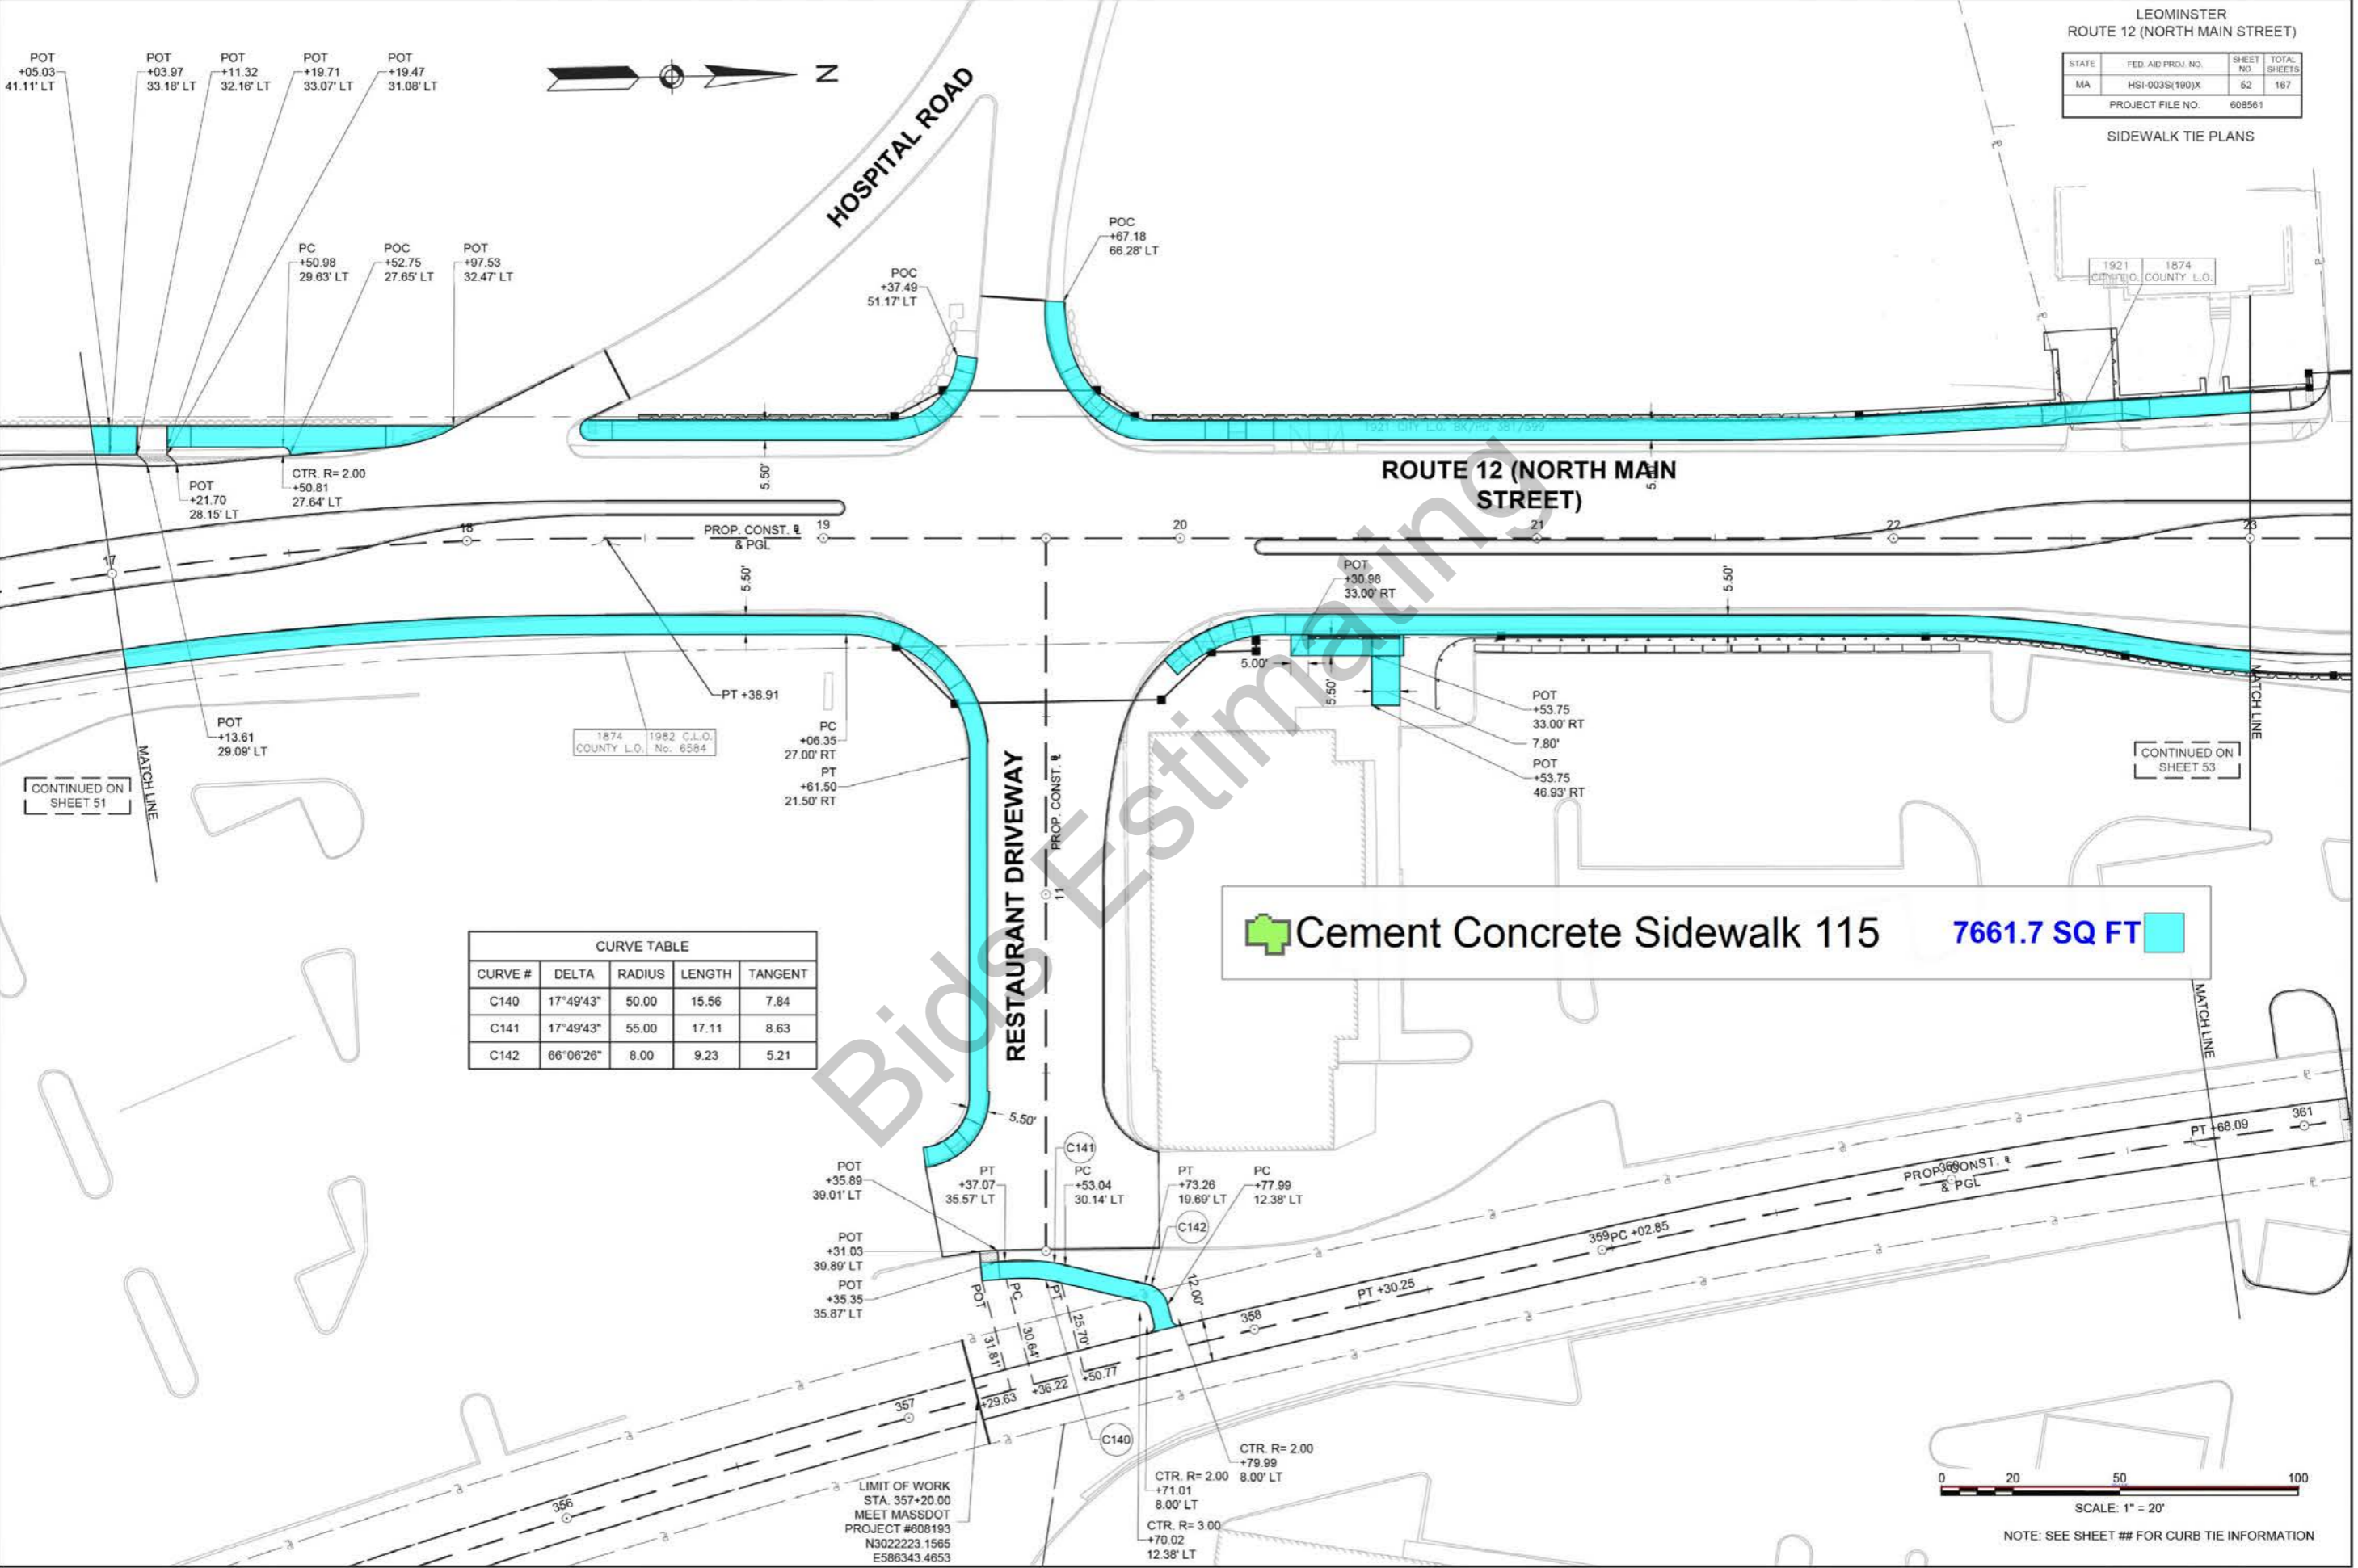 LEOMINSTER
ROUTE 12 (NORTH MAIN STREET)
STATE FED. AID PROJ. NO. SHEET NO. TOTAL SHEETS
MA HSI-003S(190)X 52 167
PROJECT FILE NO. 608561
SIDEWALK TIE PLANS
POT
+05.03
41.11' LT
POT
+03.97
33.18' LT
POT
+11.32
32.16' LT
POT
+19.71
33.07' LT
POT
+19.47
31.08' LT
N
HOSPITAL ROAD
PC
+50.98
29.63' LT
POC
+52.75
27.65' LT
POT
+97.53
32.47' LT
POC
+37.49
51.17' LT
POC
+67.18
66.28' LT
1921 1874
COUNTY L.O.
1921 CITY L.O. BK/PG 381/599
POT
+21.70
28.15' LT
CTR. R= 2.00
+50.81
27.64' LT
5.50'
ROUTE 12 (NORTH MAIN
STREET)
17
18
PROP. CONST. ℄
& PGL
19
20
21
22
23
5.50'
POT
+30.98
33.00' RT
5.50'
5.00'
5.50'
PT +38.91
POT
+13.61
29.09' LT
1874 1982 C.L.O.
COUNTY L.O. No. 6584
PC
+06.35
27.00' RT
PT
+61.50
21.50' RT
POT
+53.75
33.00' RT
7.80'
POT
+53.75
46.93' RT
MATCH LINE
CONTINUED ON
SHEET 51
MATCH LINE
CONTINUED ON
SHEET 53
RESTAURANT DRIVEWAY
PROP. CONST. ℄
11
Cement Concrete Sidewalk 115 7661.7 SQ FT
CURVE TABLE
CURVE # DELTA RADIUS LENGTH TANGENT
C140 17°49'43" 50.00 15.56 7.84
C141 17°49'43" 55.00 17.11 8.63
C142 66°06'26" 8.00 9.23 5.21
Bids Estimating
MATCH LINE
5.50'
C141
POT
+35.89
39.01' LT
PT
+37.07
35.57' LT
PC
+53.04
30.14' LT
PT
+73.26
19.69' LT
PC
+77.99
12.38' LT
C142
POT
+31.03
39.89' LT
POT
+35.35
35.87' LT
POT
PC
PT
31.81'
30.64'
25.70'
12.00'
+29.63
+36.22
+50.77
356
357
358
PT +30.25
359
PC +02.85
360
PROP. CONST. ℄
& PGL
PT +68.09
361
C140
LIMIT OF WORK
STA. 357+20.00
MEET MASSDOT
PROJECT #608193
N3022223.1565
E586343.4653
CTR. R= 2.00
+79.99
8.00' LT
CTR. R= 2.00
+71.01
8.00' LT
CTR. R= 3.00
+70.02
12.38' LT
0 20 50 100
SCALE: 1" = 20'
NOTE: SEE SHEET ## FOR CURB TIE INFORMATION